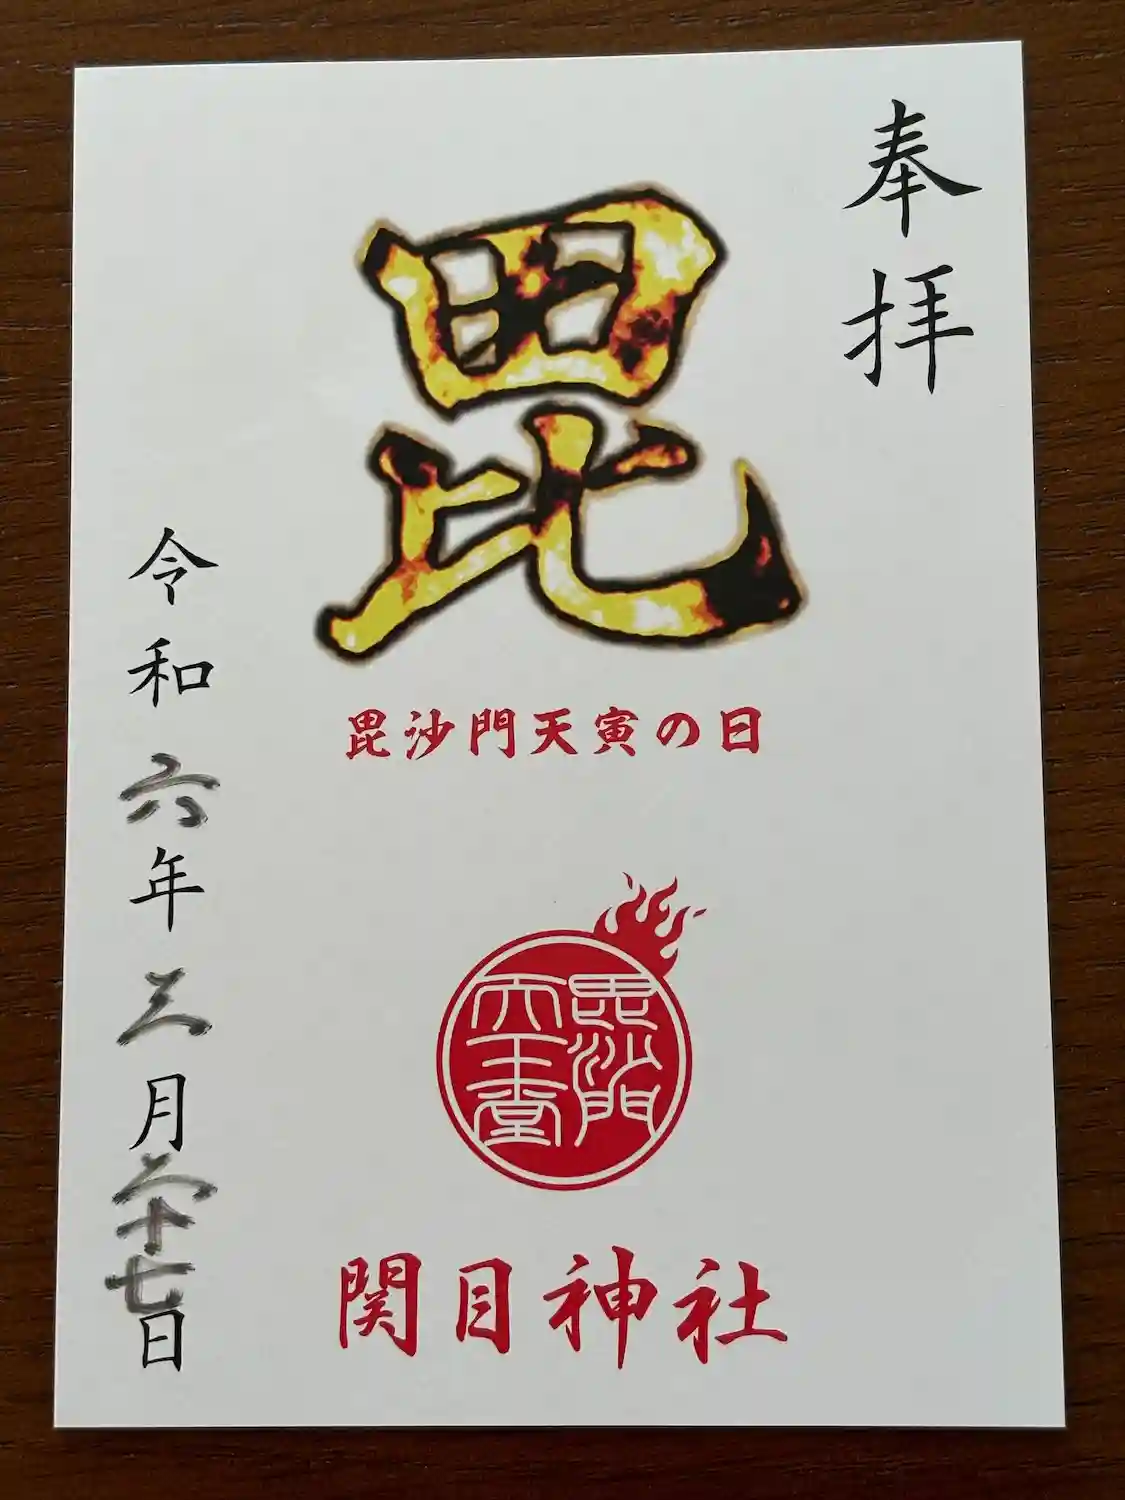 奉拝
毘
毘沙門天寅の日
毘沙門
天王堂
関目神社
令和六年三月二十七日